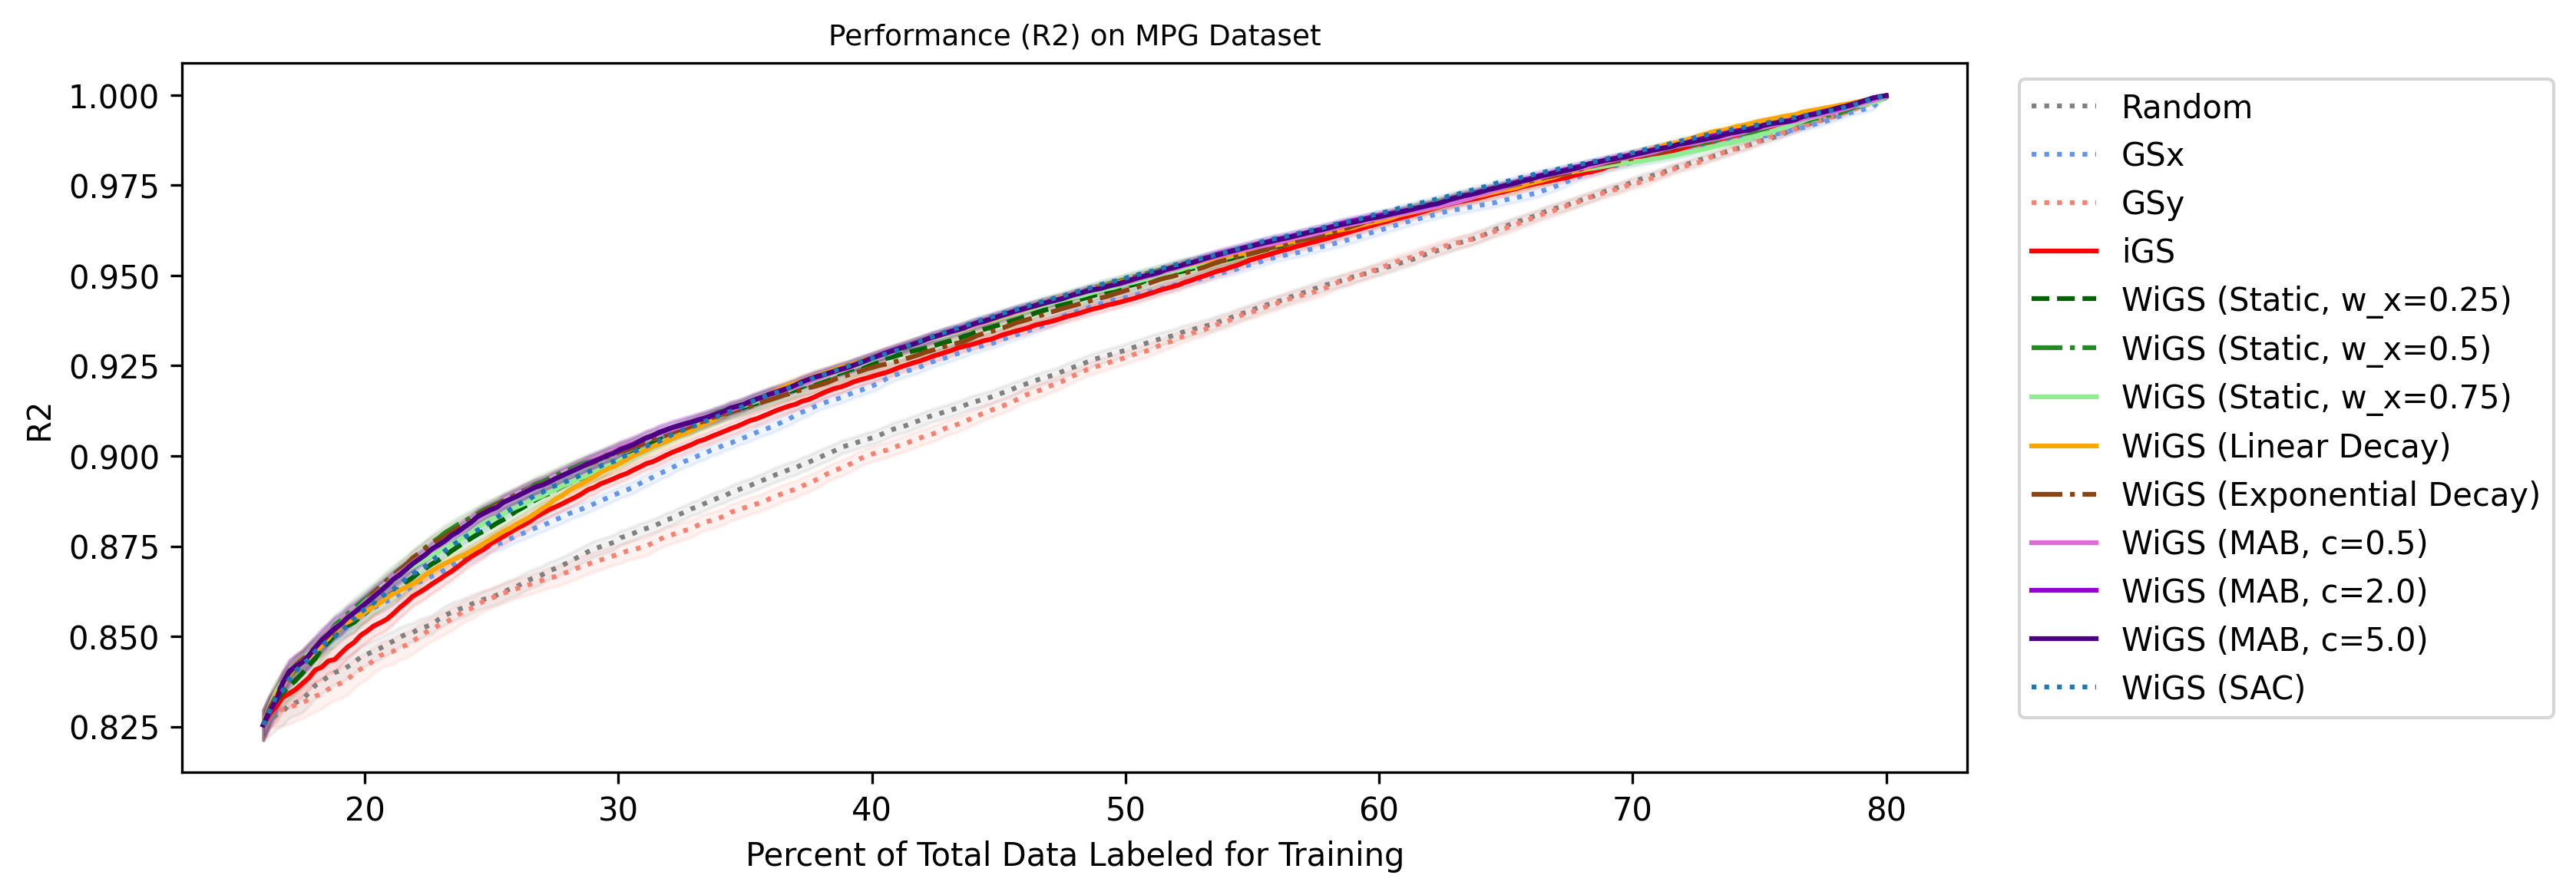 Performance (R2) on MPG Dataset
1.000
0.975
0.950
0.925
0.900
0.875
0.850
0.825
R2
20 30 40 50 60 70 80
Percent of Total Data Labeled for Training
Random
GSx
GSy
iGS
WiGS (Static, w_x=0.25)
WiGS (Static, w_x=0.5)
WiGS (Static, w_x=0.75)
WiGS (Linear Decay)
WiGS (Exponential Decay)
WiGS (MAB, c=0.5)
WiGS (MAB, c=2.0)
WiGS (MAB, c=5.0)
WiGS (SAC)